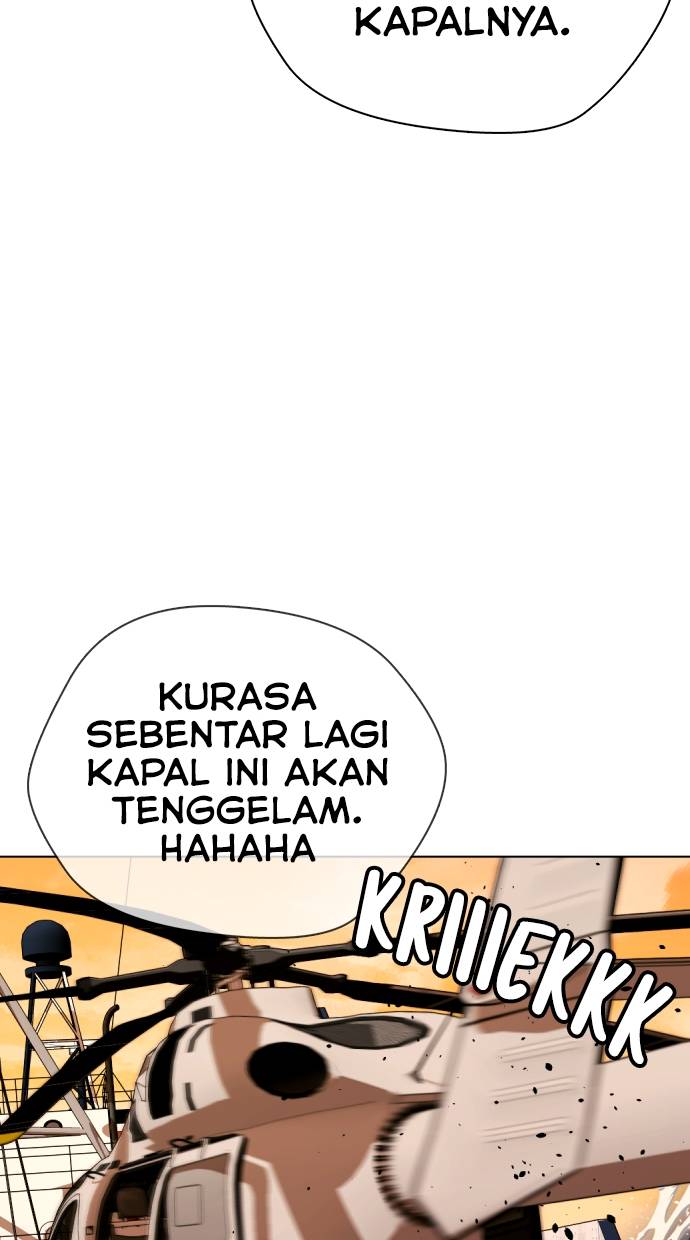 KAPALNYA.
KURASA
SEBENTAR LAGI
KAPAL INI AKAN
TENGGELAM.
HAHAHA
KRIIIEKKK